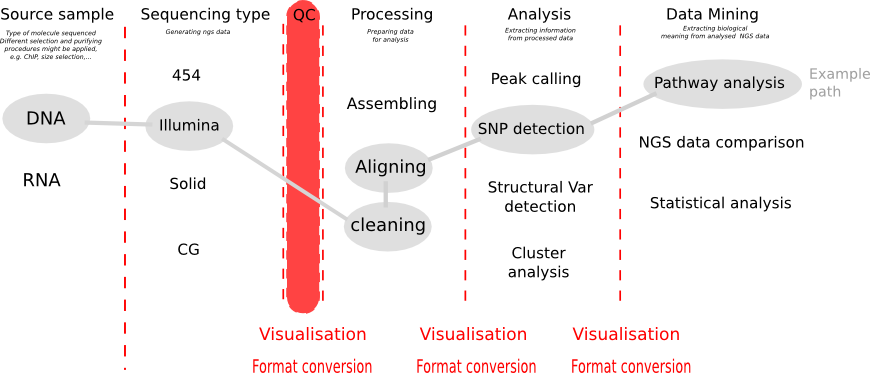 Source sample
Type of molecule sequenced
Different selection and purifying
procedures might be applied,
e.g. ChIP, size selection,...
DNA
RNA
Sequencing type
Generating ngs data
454
Illumina
Solid
CG
QC
Processing
Preparing data
for analysis
Assembling
Aligning
cleaning
Analysis
Extracting information
from processed data
Peak calling
SNP detection
Structural Var
detection
Cluster
analysis
Data Mining
Extracting biological
meaning from analysed NGS data
Pathway analysis
NGS data comparison
Statistical analysis
Example
path
Visualisation
Format conversion
Visualisation
Format conversion
Visualisation
Format conversion